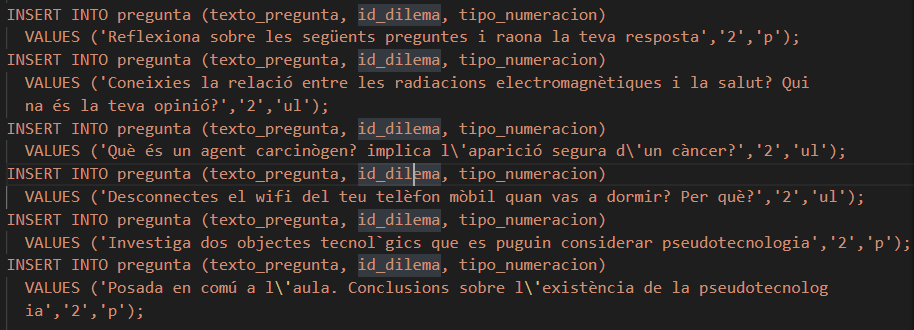 INSERT INTO pregunta (texto_pregunta, id_dilema, tipo_numeracion)
VALUES ('Reflexiona sobre les següents preguntes i raona la teva resposta','2','p');
INSERT INTO pregunta (texto_pregunta, id_dilema, tipo_numeracion)
VALUES ('Coneixies la relació entre les radiacions electromagnètiques i la salut? Qui
na és la teva opinió?','2','ul');
INSERT INTO pregunta (texto_pregunta, id_dilema, tipo_numeracion)
VALUES ('Què és un agent carcinògen? implica l\'aparició segura d\'un càncer?','2','ul');
INSERT INTO pregunta (texto_pregunta, id_dilema, tipo_numeracion)
VALUES ('Desconnectes el wifi del teu telèfon mòbil quan vas a dormir? Per què?','2','ul');
INSERT INTO pregunta (texto_pregunta, id_dilema, tipo_numeracion)
VALUES ('Investiga dos objectes tecnol`gics que es puguin considerar pseudotecnologia','2','p');
INSERT INTO pregunta (texto_pregunta, id_dilema, tipo_numeracion)
VALUES ('Posada en comú a l\'aula. Conclusions sobre l\'existència de la pseudotecnolog
ia','2','p');